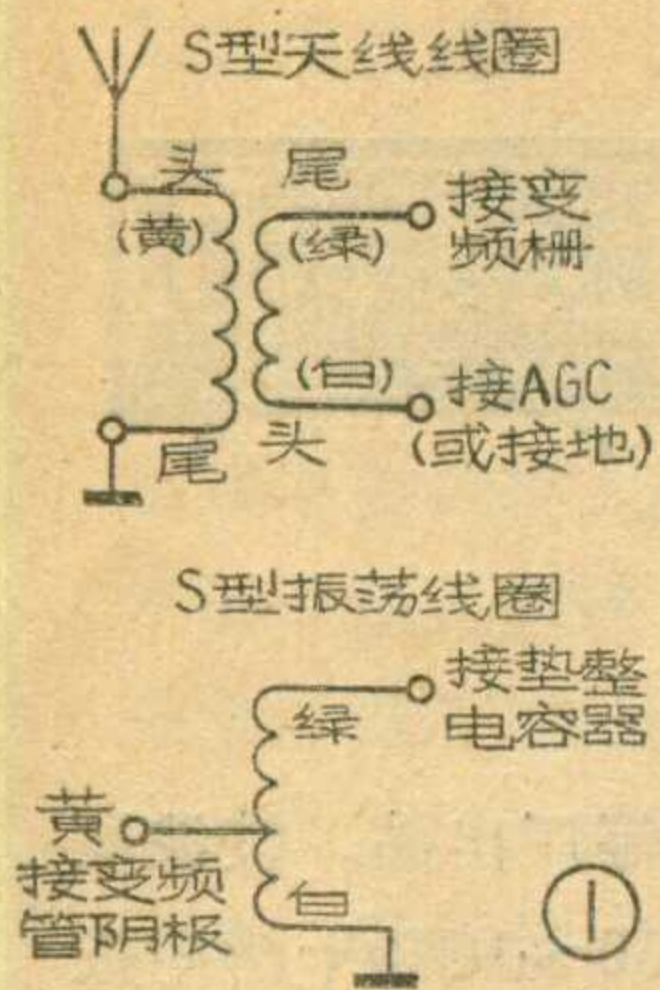 S型天线线圈
头
尾
(黄)
(绿)
接变
频栅
(白)
接AGC
(或接地)
尾
头
S型振荡线圈
绿
接垫整
电容器
黄
接变频
管阴极
白
①